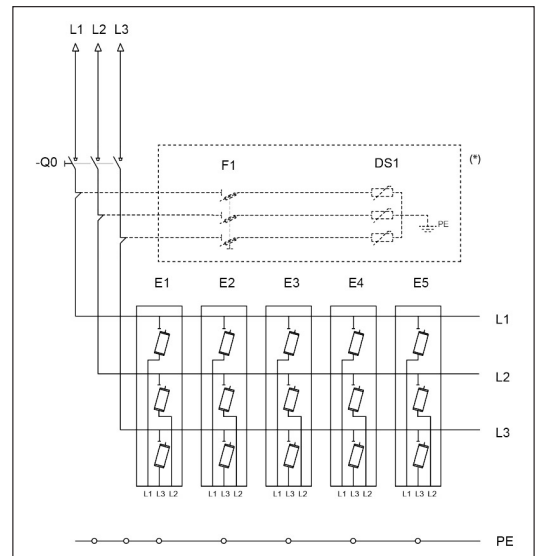 L1 L2 L3
-Q0
F1 DS1 (*)
PE
E1 E2 E3 E4 E5
L1
L2
L3
L1 L3 L2 L1 L3 L2 L1 L3 L2 L1 L3 L2 L1 L3 L2
PE